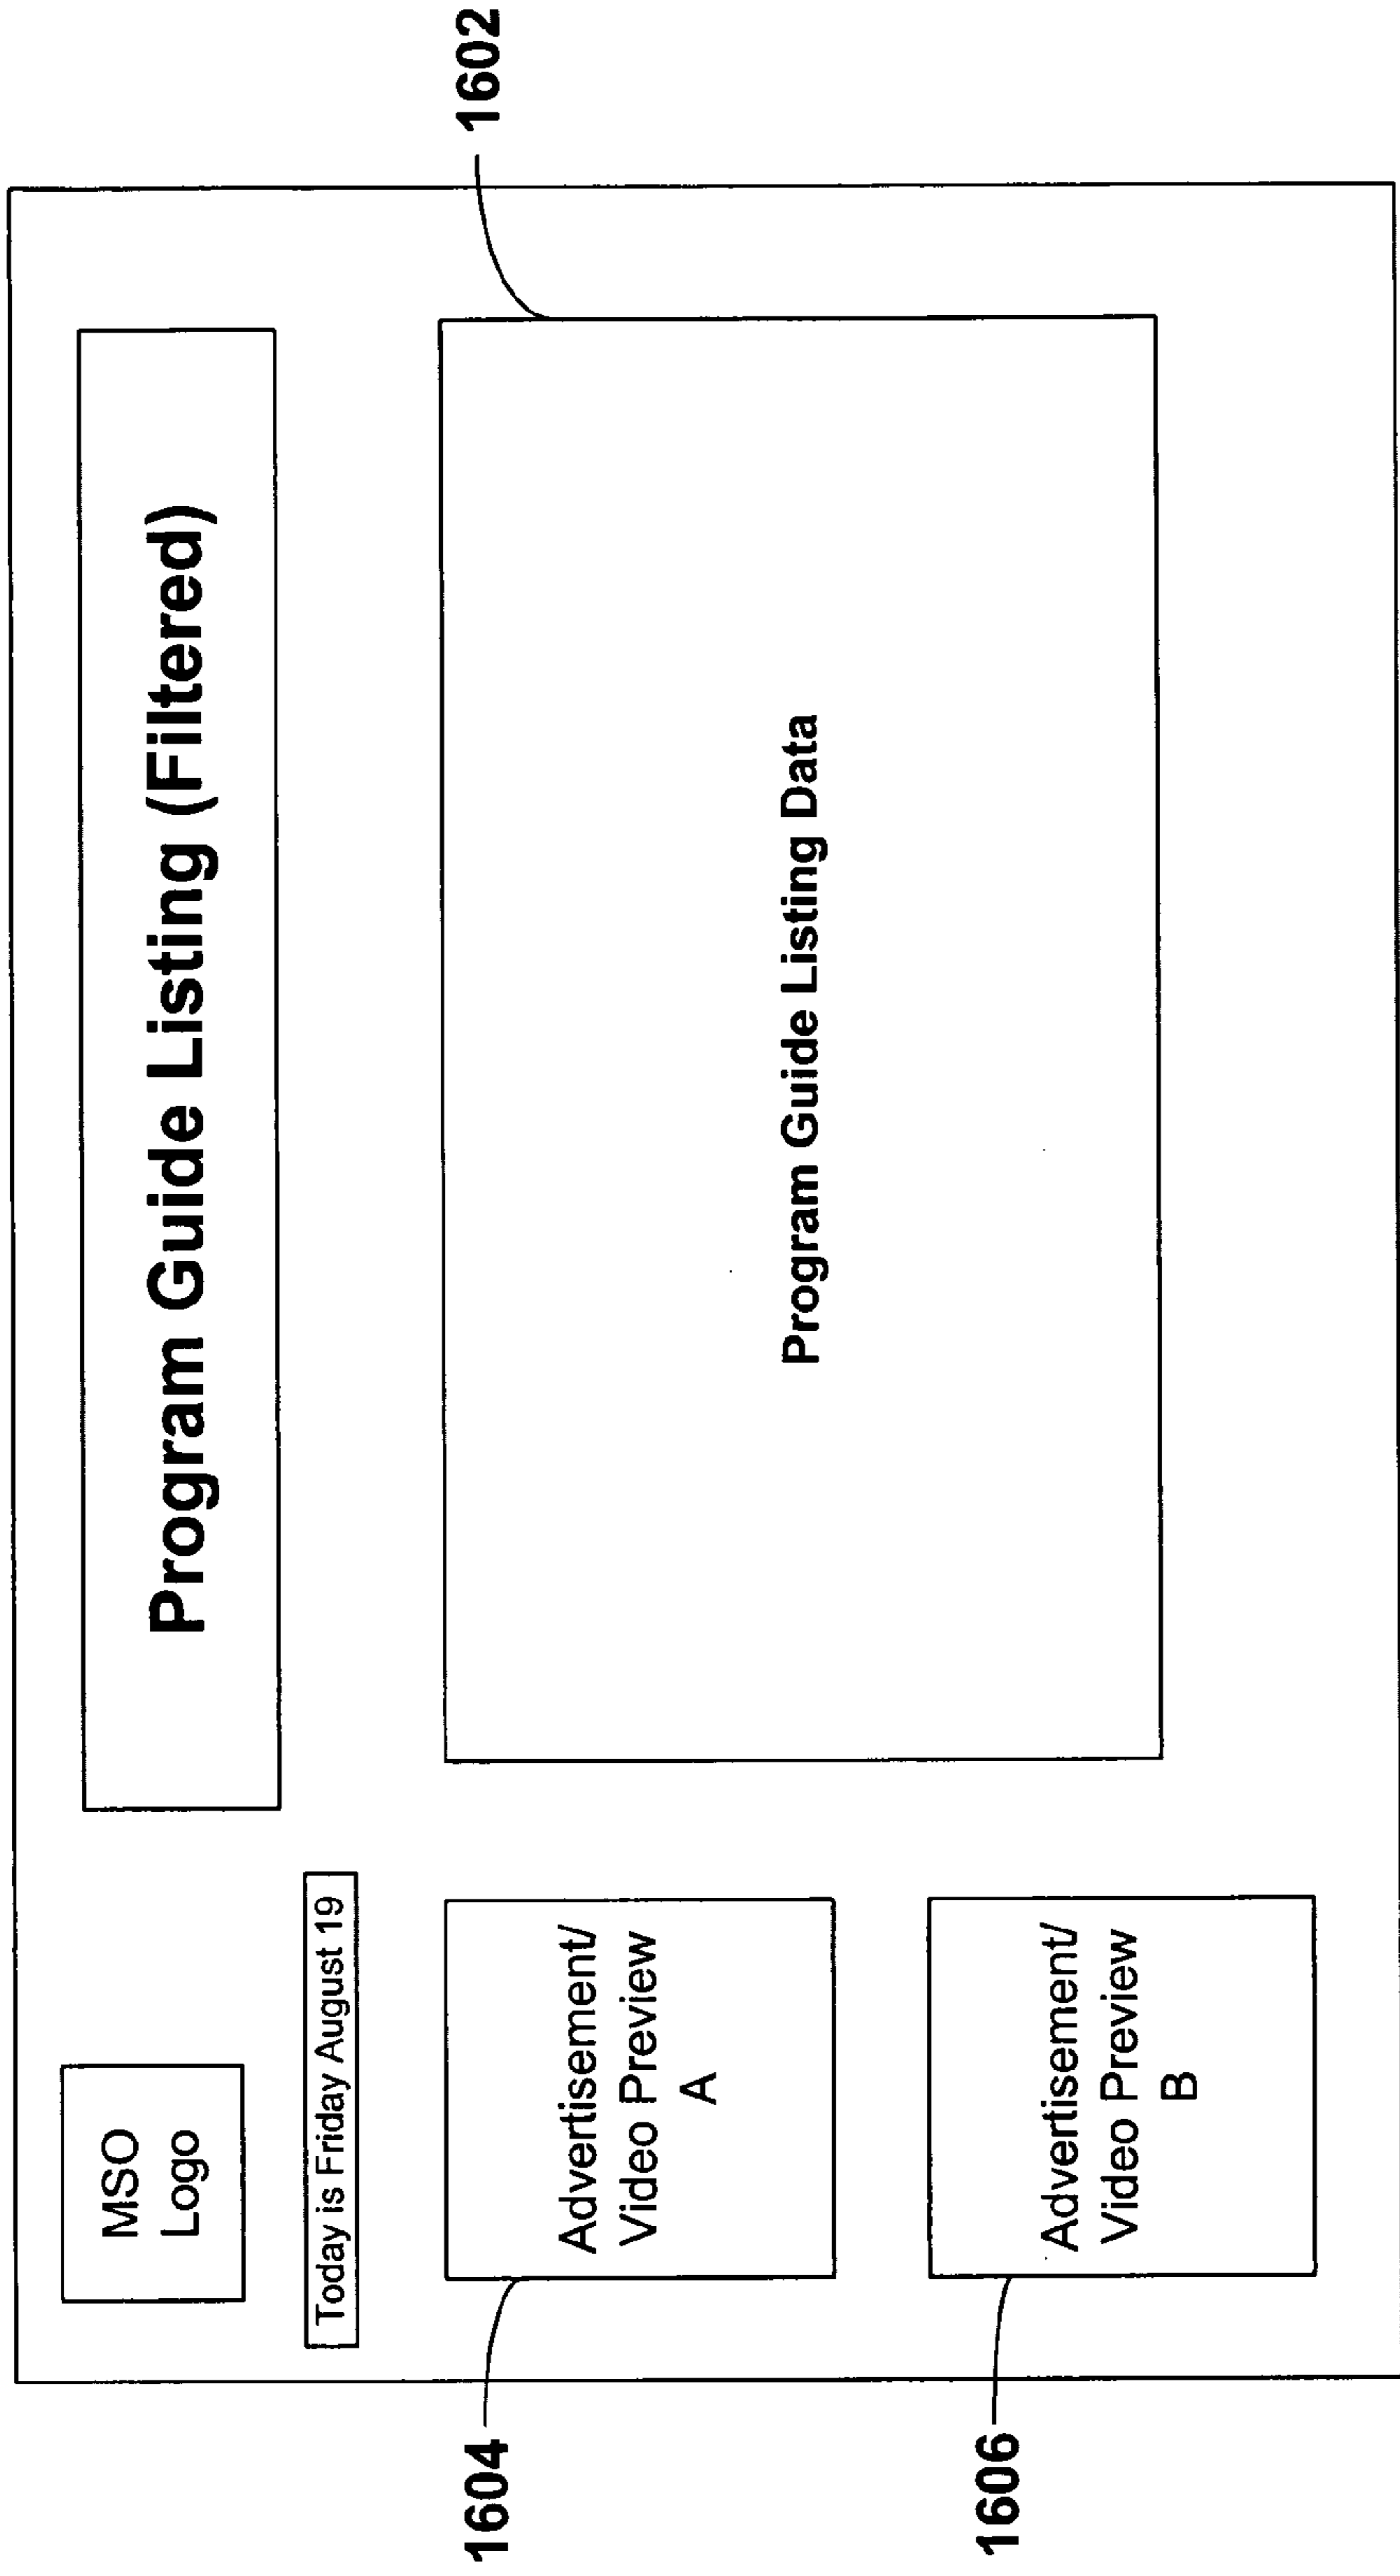 MSO
Logo
Program Guide Listing (Filtered)
Today is Friday August 19
1602
1604
Advertisement/
Video Preview
A
Program Guide Listing Data
1606
Advertisement/
Video Preview
B